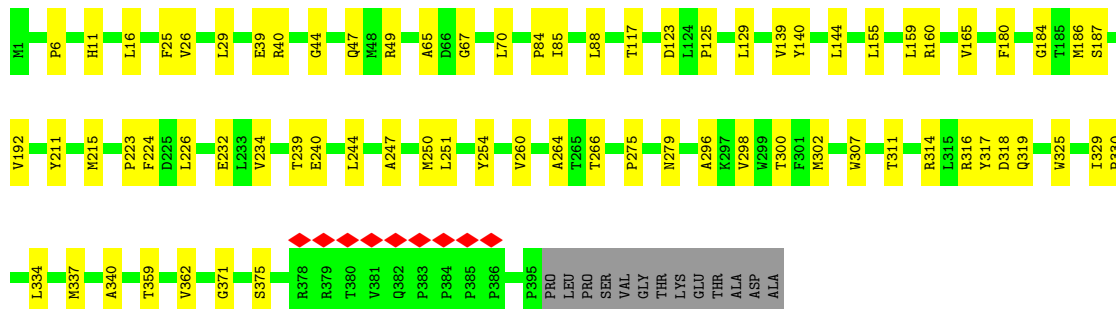 M1 P6 H11 L16 F25 V26 L29 E39 R40 G44 Q47 M48 R49 A65 D66 G67 L70 P84 I85 L88 T117 D123 L124 P125 L129 V139 Y140 L144 L155 L159 R160 V165 F180 G184 T185 M186 S187
V192 Y211 M215 P223 F224 D225 L226 E232 L233 V234 T239 E240 L244 A247 M250 L251 Y254 V260 A264 T265 T266 P275 N279 A296 K297 V298 W299 T300 F301 M302 W307 T311 R314 L315 R316 Y317 D318 Q319 W325 I329
L334 M337 A340 T359 V362 G371 S375 R378 R379 T380 V381 Q382 P383 P384 P385 P386 P395 PRO LEU PRO SER VAL GLY THR LYS GLU THR ALA ASP ALA